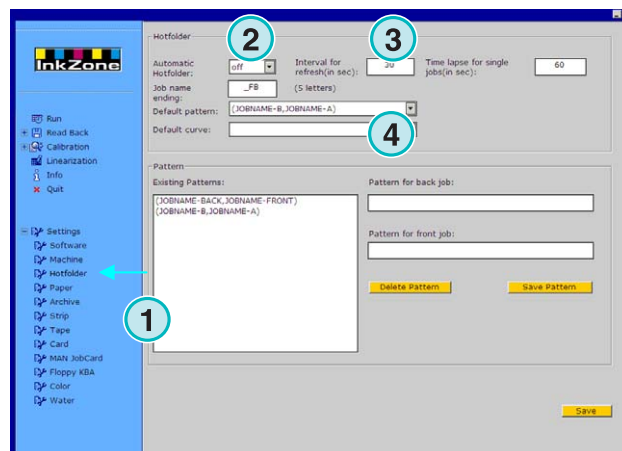 InkZone
Run
Read Back
Calibration
Linearization
Info
Quit
Settings
Software
Machine
Hotfolder
Paper
Archive
Strip
Tape
Card
MAN JobCard
Floppy KBA
Color
Water
1
Hotfolder
2
3
Automatic
Hotfolder:
off
Interval for
refresh(in sec):
30
Time lapse for single
jobs(in sec):
60
Job name
ending:
_FB
(5 letters)
Default pattern:
(JOBNAME-B,JOBNAME-A)
Default curve:
4
Pattern
Existing Patterns:
(JOBNAME-BACK,JOBNAME-FRONT)
(JOBNAME-B,JOBNAME-A)
Pattern for back job:
Pattern for front job:
Delete Pattern
Save Pattern
Save